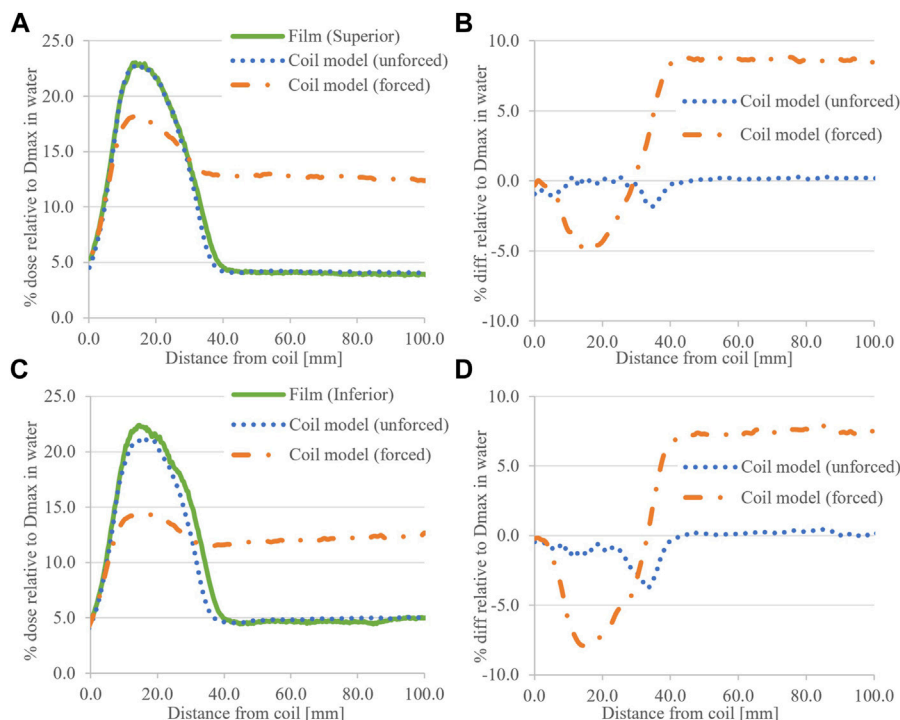 A
% dose relative to Dmax in water
25.0
20.0
15.0
10.0
5.0
0.0
Film (Superior)
Coil model (unforced)
Coil model (forced)
0.0 20.0 40.0 60.0 80.0 100.0
Distance from coil [mm]
B
% diff. relative to Dmax in water
10.0
5.0
0.0
-5.0
-10.0
Coil model (unforced)
Coil model (forced)
0.0 20.0 40.0 60.0 80.0 100.0
Distance from coil [mm]
C
% dose relative to Dmax in water
25.0
20.0
15.0
10.0
5.0
0.0
Film (Inferior)
Coil model (unforced)
Coil model (forced)
0.0 20.0 40.0 60.0 80.0 100.0
Distance from coil [mm]
D
% diff relative to Dmax in water
10.0
5.0
0.0
-5.0
-10.0
Coil model (unforced)
Coil model (forced)
0.0 20.0 40.0 60.0 80.0 100.0
Distance from coil [mm]